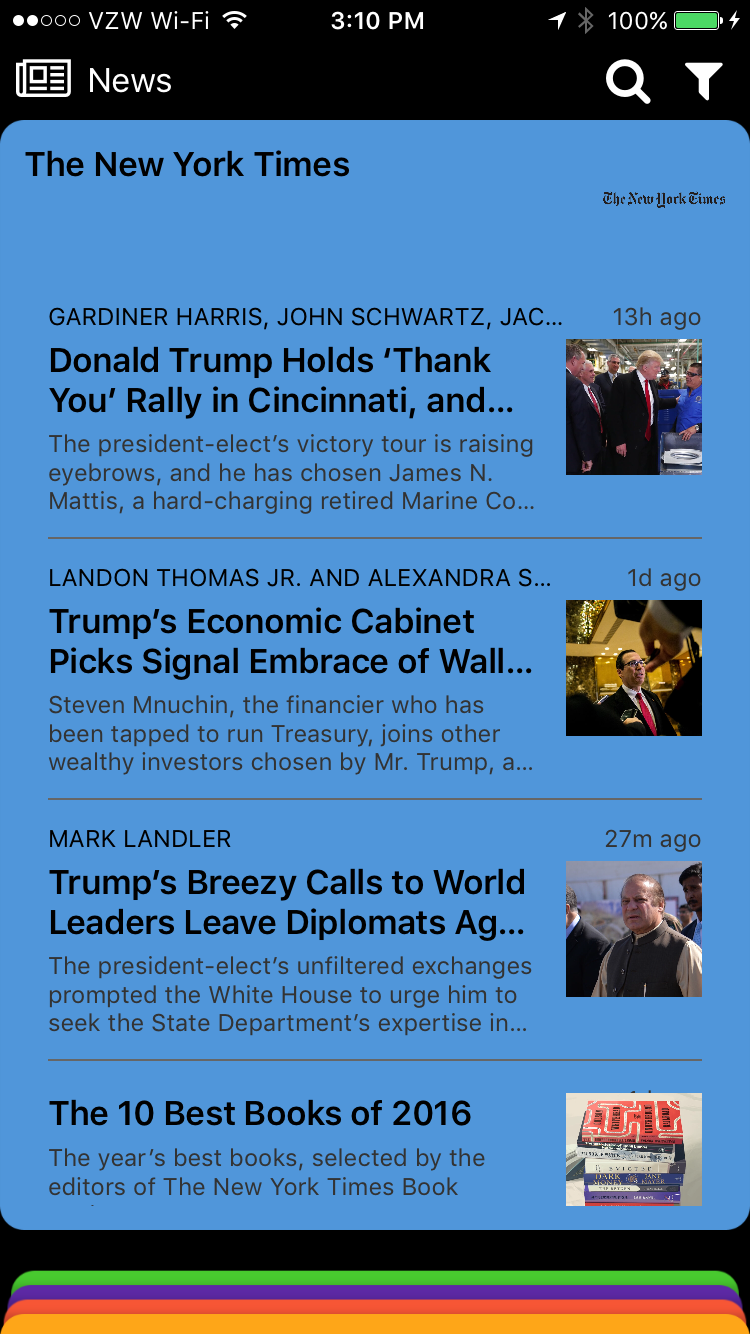 VZW Wi-Fi 3:10 PM 100%
News
The New York Times
The New York Times
GARDINER HARRIS, JOHN SCHWARTZ, JAC... 13h ago
Donald Trump Holds ‘Thank
You’ Rally in Cincinnati, and...
The president-elect’s victory tour is raising
eyebrows, and he has chosen James N.
Mattis, a hard-charging retired Marine Co...
LANDON THOMAS JR. AND ALEXANDRA S... 1d ago
Trump’s Economic Cabinet
Picks Signal Embrace of Wall...
Steven Mnuchin, the financier who has
been tapped to run Treasury, joins other
wealthy investors chosen by Mr. Trump, a...
MARK LANDLER 27m ago
Trump’s Breezy Calls to World
Leaders Leave Diplomats Ag...
The president-elect’s unfiltered exchanges
prompted the White House to urge him to
seek the State Department’s expertise in...
The 10 Best Books of 2016
The year’s best books, selected by the
editors of The New York Times Book
EVICTED
DARK
MONEY
JANE
MAYER